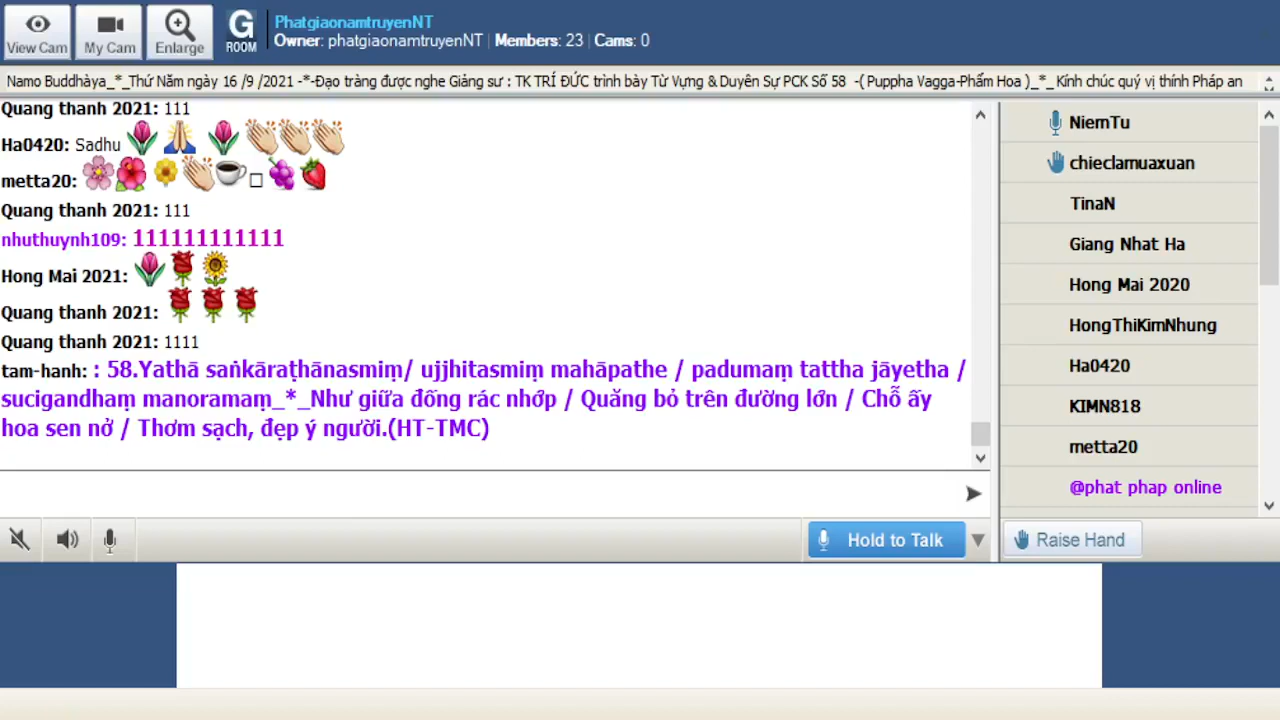 View Cam
My Cam
Enlarge
G
ROOM
PhatgiaonamtruyenNT
Owner: phatgiaonamtruyenNT | Members: 23 | Cams: 0
Namo Buddhàya_*_Thứ Năm ngày 16 /9 /2021 -*-Đạo tràng được nghe Giảng sư : TK TRÍ ĐỨC trình bày Từ Vựng & Duyên Sự PCK Số 58 -( Puppha Vagga-Phẩm Hoa )_*_Kính chúc quý vị thính Pháp an
Quang thanh 2021: 111
Ha0420: Sadhu
metta20:
Quang thanh 2021: 111
nhuthuynh109: 111111111111
Hong Mai 2021:
Quang thanh 2021:
Quang thanh 2021: 1111
tam-hanh: : 58.Yathā saṅkāraṭhānasmiṃ/ ujjhitasmiṃ mahāpathe / padumaṃ tattha jāyetha /
sucigandhaṃ manoramaṃ_*_Như giữa đống rác nhớp / Quăng bỏ trên đường lớn / Chỗ ấy
hoa sen nở / Thơm sạch, đẹp ý người.(HT-TMC)
NiemTu
chieclamuaxuan
TinaN
Giang Nhat Ha
Hong Mai 2020
HongThiKimNhung
Ha0420
KIMN818
metta20
@phat phap online
Hold to Talk
Raise Hand